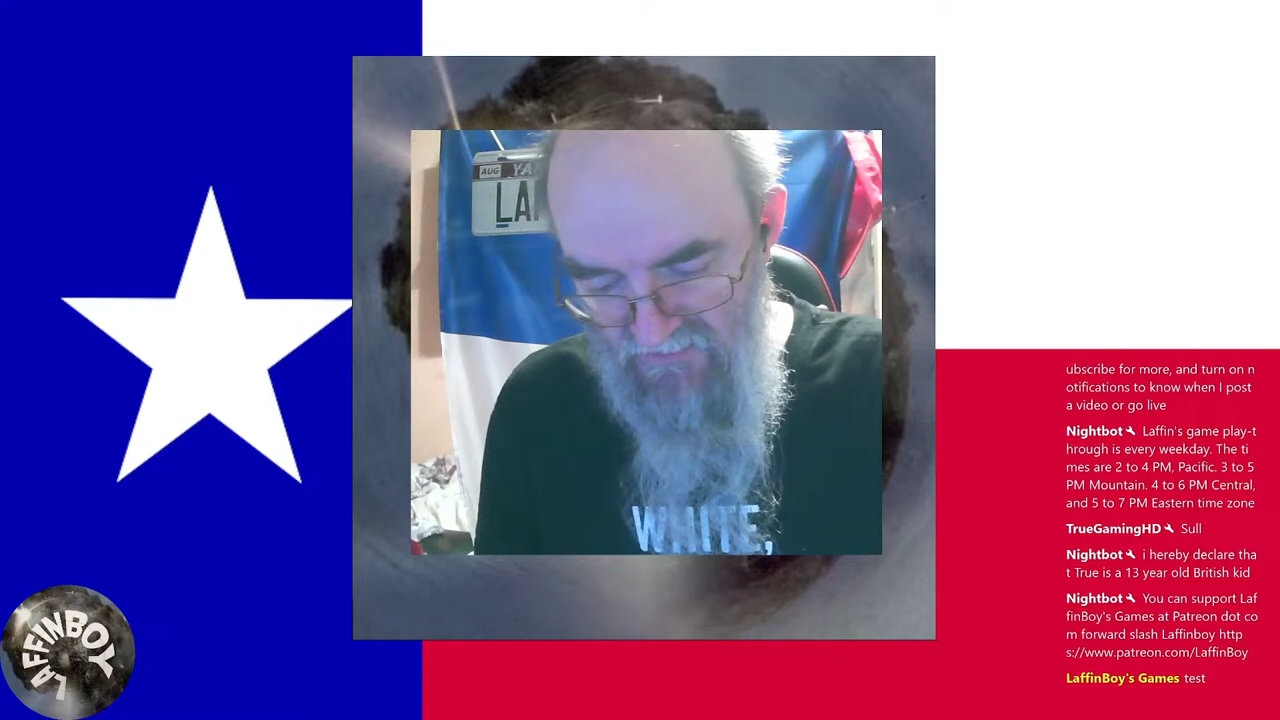 AUG
YA
LA
WHITE,
LAFFINBOY
ubscribe for more, and turn on n
otifications to know when I post
a video or go live
Nightbot Laffin's game play-t
hrough is every weekday. The ti
mes are 2 to 4 PM, Pacific. 3 to 5
PM Mountain. 4 to 6 PM Central,
and 5 to 7 PM Eastern time zone
TrueGamingHD Sull
Nightbot i hereby declare tha
t True is a 13 year old British kid
Nightbot You can support Laf
finBoy's Games at Patreon dot co
m forward slash Laffinboy http
s://www.patreon.com/LaffinBoy
LaffinBoy's Games test